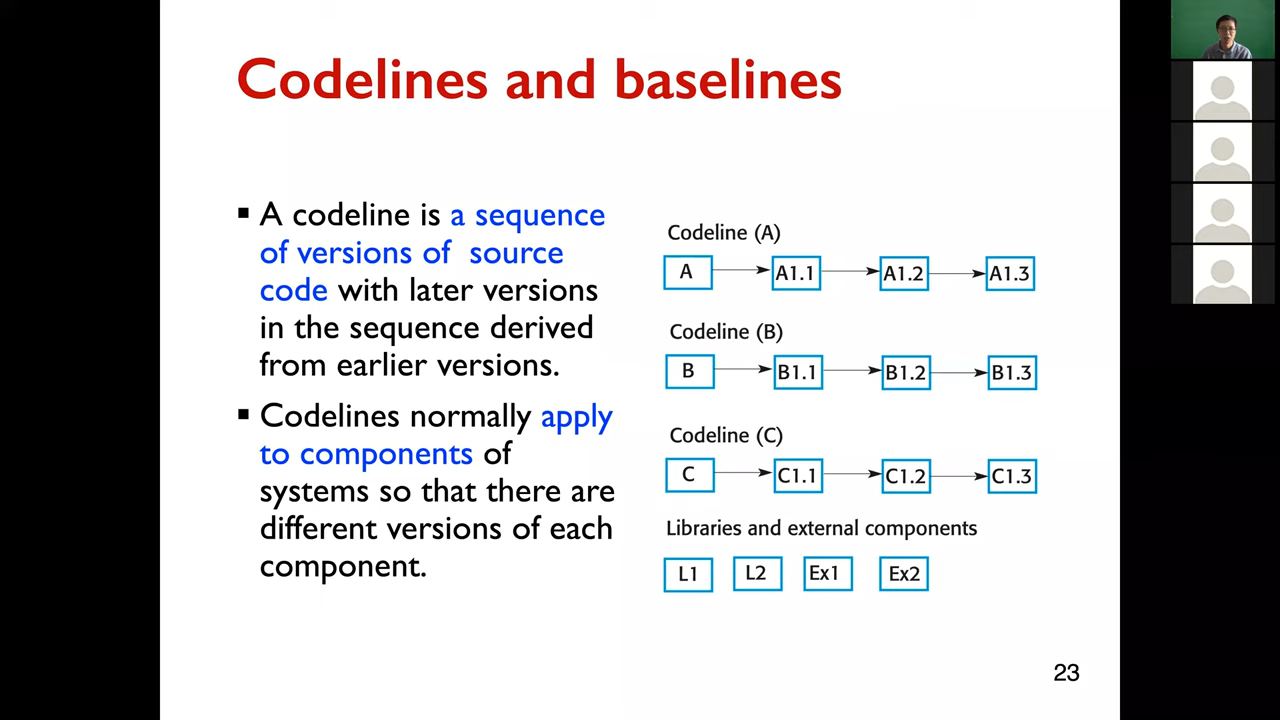 Codelines and baselines
▪ A codeline is a sequence
of versions of source
code with later versions
in the sequence derived
from earlier versions.
▪ Codelines normally apply
to components of
systems so that there are
different versions of each
component.
Codeline (A)
A A1.1 A1.2 A1.3
Codeline (B)
B B1.1 B1.2 B1.3
Codeline (C)
C C1.1 C1.2 C1.3
Libraries and external components
L1 L2 Ex1 Ex2
23